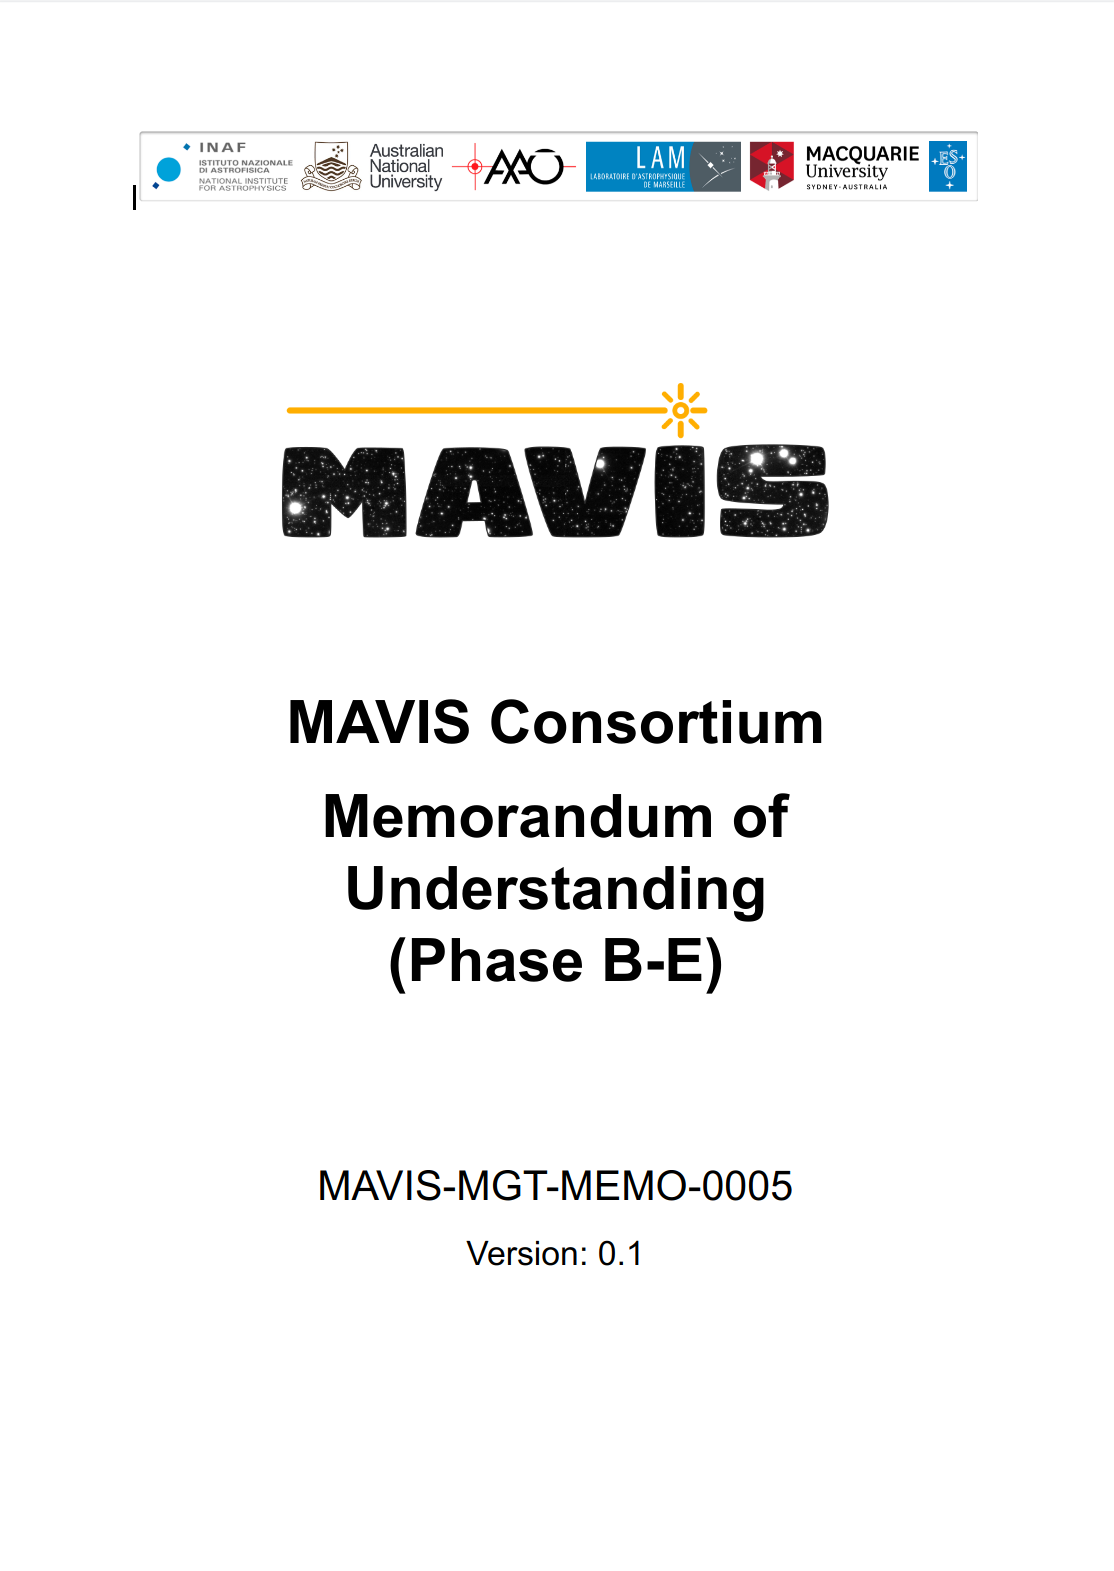 INAF
ISTITUTO NAZIONALE
DI ASTROFISICA
NATIONAL INSTITUTE
FOR ASTROPHYSICS
Australian
National
University
AAO
LAM
LABORATOIRE D'ASTROPHYSIQUE
DE MARSEILLE
MACQUARIE
University
SYDNEY·AUSTRALIA
ES
O
MAVIS
MAVIS Consortium
Memorandum of
Understanding
(Phase B-E)
MAVIS-MGT-MEMO-0005
Version: 0.1